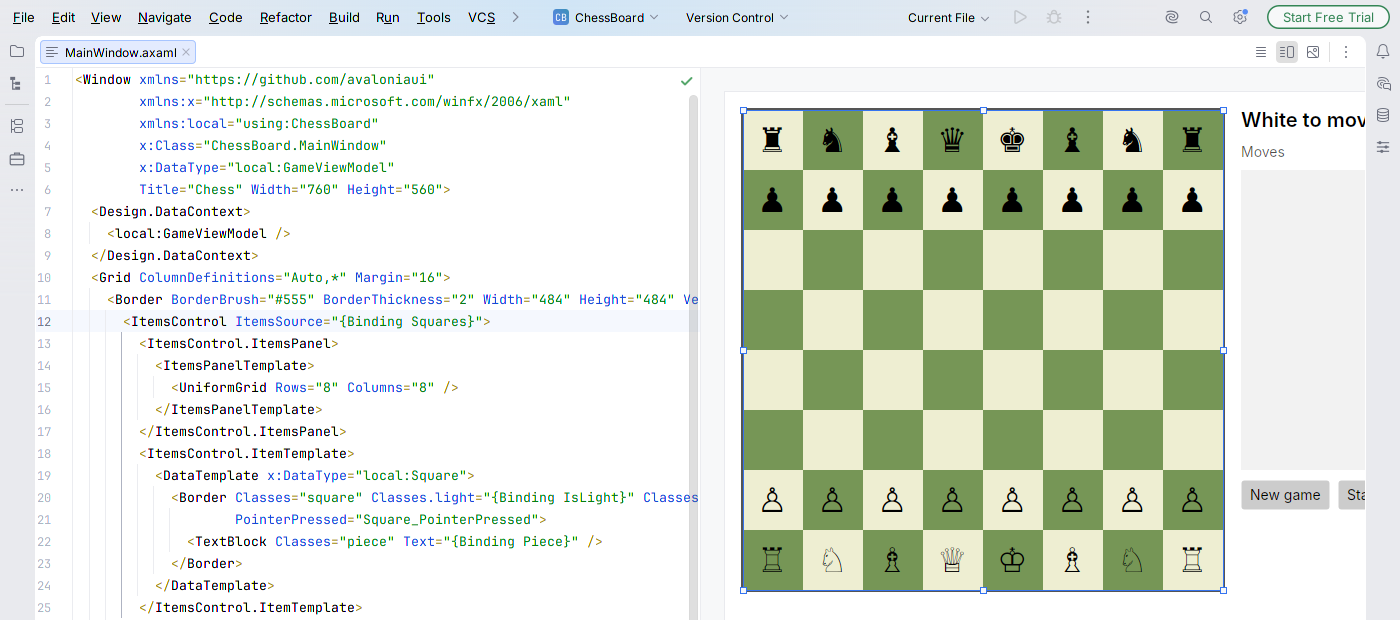 File Edit View Navigate Code Refactor Build Run Tools VCS CB ChessBoard Version Control Current File Start Free Trial
MainWindow.axaml
1 <Window xmlns="https://github.com/avaloniaui"
2 xmlns:x="http://schemas.microsoft.com/winfx/2006/xaml"
3 xmlns:local="using:ChessBoard"
4 x:Class="ChessBoard.MainWindow"
5 x:DataType="local:GameViewModel"
6 Title="Chess" Width="760" Height="560">
7 <Design.DataContext>
8 <local:GameViewModel />
9 </Design.DataContext>
10 <Grid ColumnDefinitions="Auto,*" Margin="16">
11 <Border BorderBrush="#555" BorderThickness="2" Width="484" Height="484" Ve
12 <ItemsControl ItemsSource="{Binding Squares}">
13 <ItemsControl.ItemsPanel>
14 <ItemsPanelTemplate>
15 <UniformGrid Rows="8" Columns="8" />
16 </ItemsPanelTemplate>
17 </ItemsControl.ItemsPanel>
18 <ItemsControl.ItemTemplate>
19 <DataTemplate x:DataType="local:Square">
20 <Border Classes="square" Classes.light="{Binding IsLight}" Classes
21 PointerPressed="Square_PointerPressed">
22 <TextBlock Classes="piece" Text="{Binding Piece}" />
23 </Border>
24 </DataTemplate>
25 </ItemsControl.ItemTemplate>
White to mov
Moves
New game Sta